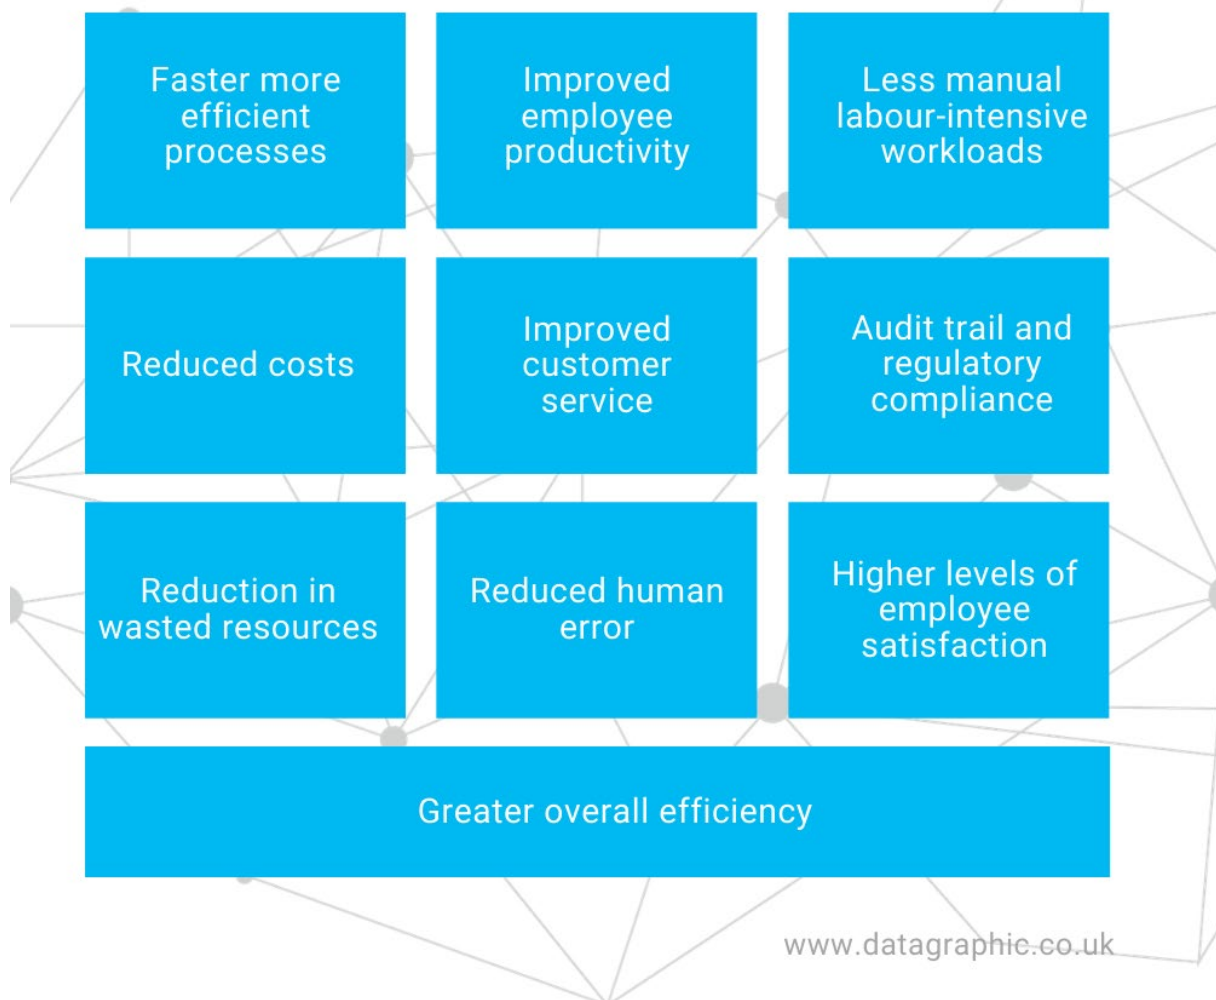 Faster more
efficient
processes
Improved
employee
productivity
Less manual
labour-intensive
workloads
Reduced costs
Improved
customer
service
Audit trail and
regulatory
compliance
Reduction in
wasted resources
Reduced human
error
Higher levels of
employee
satisfaction
Greater overall efficiency
www.datagraphic.co.uk